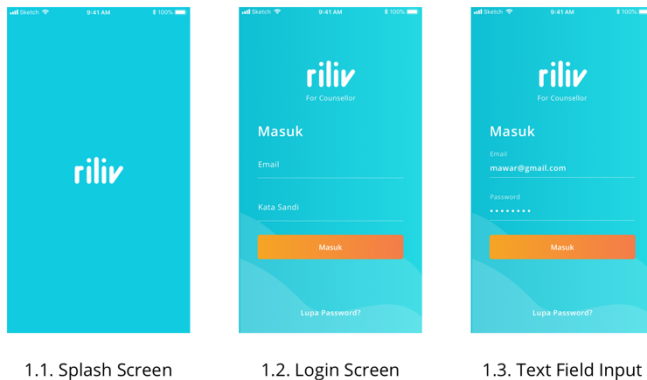 Sketch 9:41 AM 100%
riliv
1.1. Splash Screen
Sketch 9:41 AM 100%
riliv
For Counsellor
Masuk
Email
Kata Sandi
Masuk
Lupa Password?
1.2. Login Screen
Sketch 9:41 AM 100%
riliv
For Counsellor
Masuk
Email
mawar@gmail.com
Password
••••••••
Masuk
Lupa Password?
1.3. Text Field Input